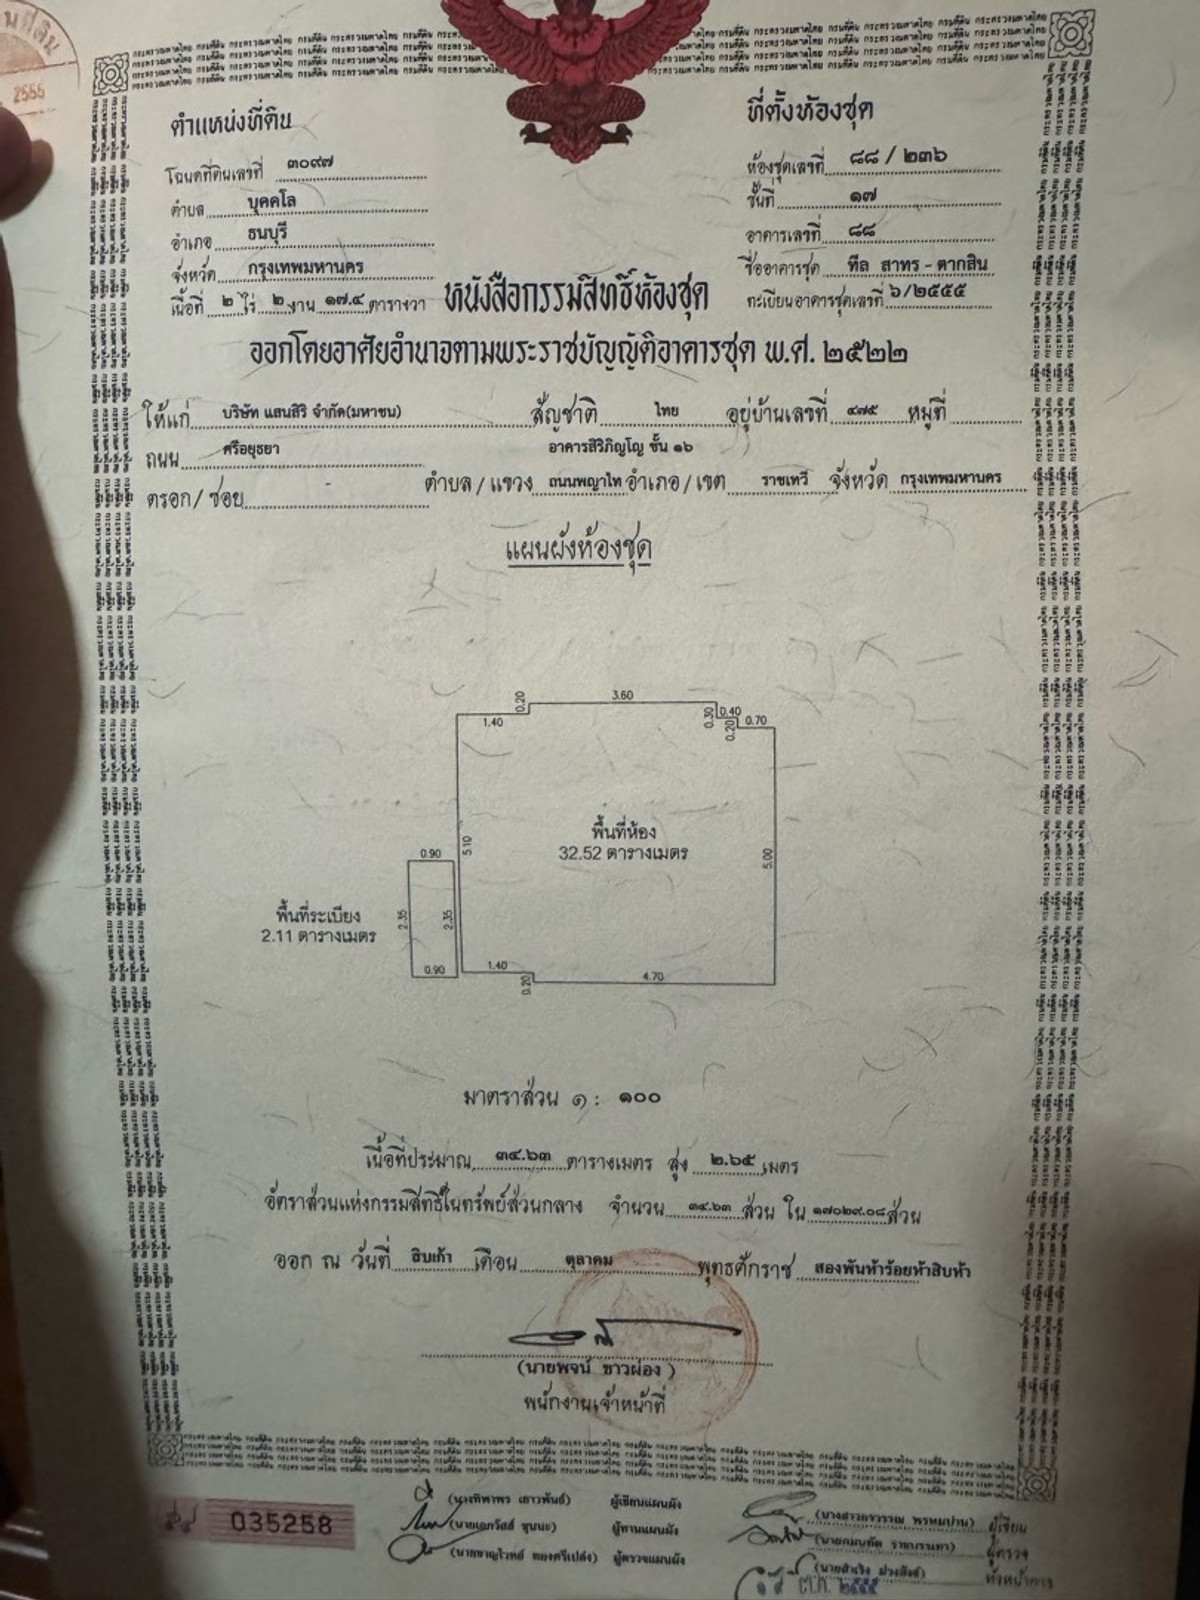 2555
ตำแหน่งที่ดิน
โฉนดที่ดินเลขที่ ๓๐๙๗
ตำบล บุคคโล
อำเภอ ธนบุรี
จังหวัด กรุงเทพมหานคร
เนื้อที่ ๒ ไร่ ๒ งาน ๑๗.๔ ตารางวา
ที่ตั้งห้องชุด
ห้องชุดเลขที่ ๘๘ / ๒๓๖
ชั้นที่ ๑๗
อาคารเลขที่ ๘๘
ชื่ออาคารชุด ทีล สาทร - ตากสิน
ทะเบียนอาคารชุดเลขที่ ๖/๒๕๕๕
หนังสือกรรมสิทธิ์ห้องชุด
ออกโดยอาศัยอำนาจตามพระราชบัญญัติอาคารชุด พ.ศ. ๒๕๒๒
ให้แก่ บริษัท แสนสิริ จำกัด(มหาชน) สัญชาติ ไทย อยู่บ้านเลขที่ ๔๗๕ หมู่ที่
ถนน ศรีอยุธยา อาคารสิริภิญโญ ชั้น ๑๖
ตรอก/ซอย ตำบล/แขวง ถนนพญาไท อำเภอ/เขต ราชเทวี จังหวัด กรุงเทพมหานคร
แผนผังห้องชุด
0.20 3.60 0.30 0.40
1.40 0.20 0.70
พื้นที่ห้อง
32.52 ตารางเมตร
5.10 5.00
0.90
พื้นที่ระเบียง
2.11 ตารางเมตร
2.35 2.35
0.90 1.40 0.20 4.70
มาตราส่วน ๑ : ๑๐๐
เนื้อที่ประมาณ ๓๔.๖๓ ตารางเมตร สูง ๒.๖๕ เมตร
อัตราส่วนแห่งกรรมสิทธิ์ในทรัพย์ส่วนกลาง จำนวน ๓๔.๖๓ ส่วน ใน ๑๗๐๒๙.๐๘ ส่วน
ออก ณ วันที่ สิบเก้า เดือน ตุลาคม พุทธศักราช สองพันห้าร้อยห้าสิบห้า
(นายพจน์ ขาวผ่อง)
พนักงานเจ้าหน้าที่
035258
ผู้เขียนแผนผัง
ผู้ทานแผนผัง
ผู้ตรวจแผนผัง
ผู้เขียน
ผู้ตรวจ
๑๙ ต.ค. ๒๕๕๕